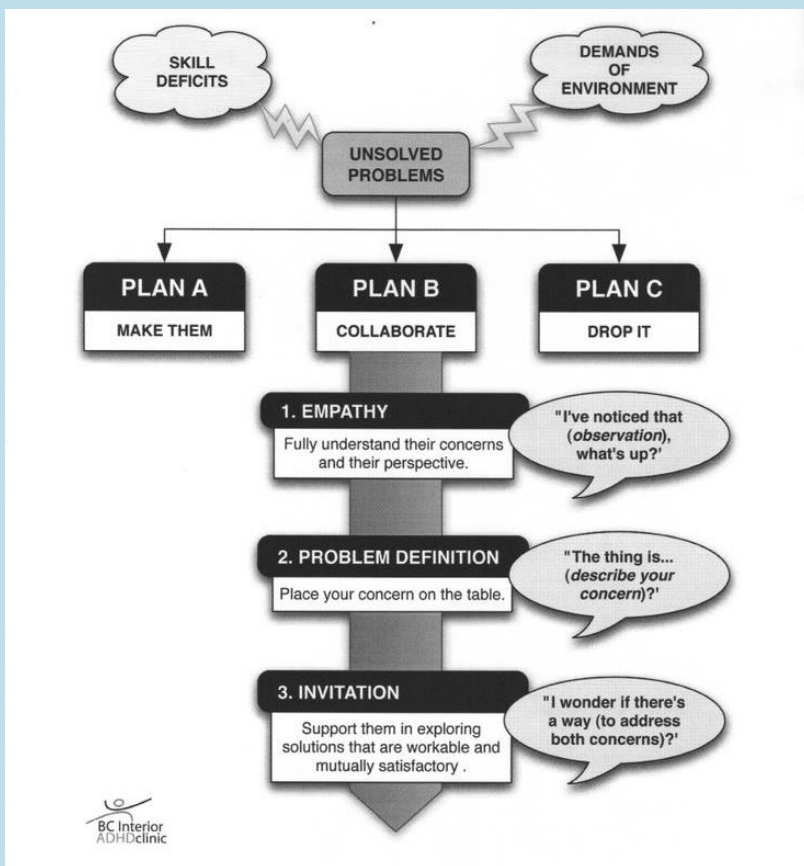 SKILL
DEFICITS
DEMANDS
OF
ENVIRONMENT
UNSOLVED
PROBLEMS
PLAN A
MAKE THEM
PLAN B
COLLABORATE
PLAN C
DROP IT
1. EMPATHY
Fully understand their concerns
and their perspective.
"I've noticed that
(observation),
what's up?'
2. PROBLEM DEFINITION
Place your concern on the table.
"The thing is...
(describe your
concern)?'
3. INVITATION
Support them in exploring
solutions that are workable and
mutually satisfactory .
"I wonder if there's
a way (to address
both concerns)?'
BC Interior
ADHDclinic